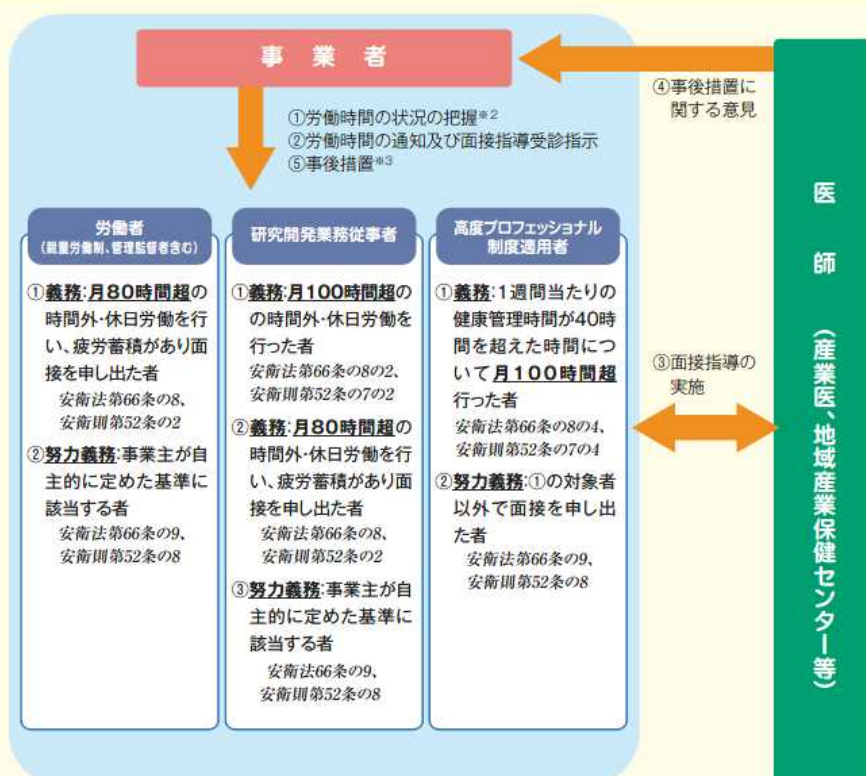 事業者
④事後措置に
関する意見
①労働時間の状況の把握※2
②労働時間の通知及び面接指導受診指示
⑤事後措置※3
労働者
(裁量労働制、管理監督者含む)
①義務:月80時間超の
時間外・休日労働を行
い、疲労蓄積があり面
接を申し出た者
安衛法第66条の8、
安衛則第52条の2
②努力義務:事業主が自
主的に定めた基準に
該当する者
安衛法第66条の9、
安衛則第52条の8
研究開発業務従事者
①義務:月100時間超の
の時間外・休日労働を
行った者
安衛法第66条の8の2、
安衛則第52条の7の2
②義務:月80時間超の
時間外・休日労働を行
い、疲労蓄積があり面
接を申し出た者
安衛法第66条の8、
安衛則第52条の2
③努力義務:事業主が自
主的に定めた基準に
該当する者
安衛法66条の9、
安衛則第52条の8
高度プロフェッショナル
制度適用者
①義務:1週間当たりの
健康管理時間が40時
間を超えた時間につ
いて月100時間超
行った者
安衛法第66条の8の4、
安衛則第52条の7の4
②努力義務:①の対象者
以外で面接を申し出
た者
安衛法第66条の9、
安衛則第52条の8
③面接指導の
実施
医師(産業医、地域産業保健センター等)